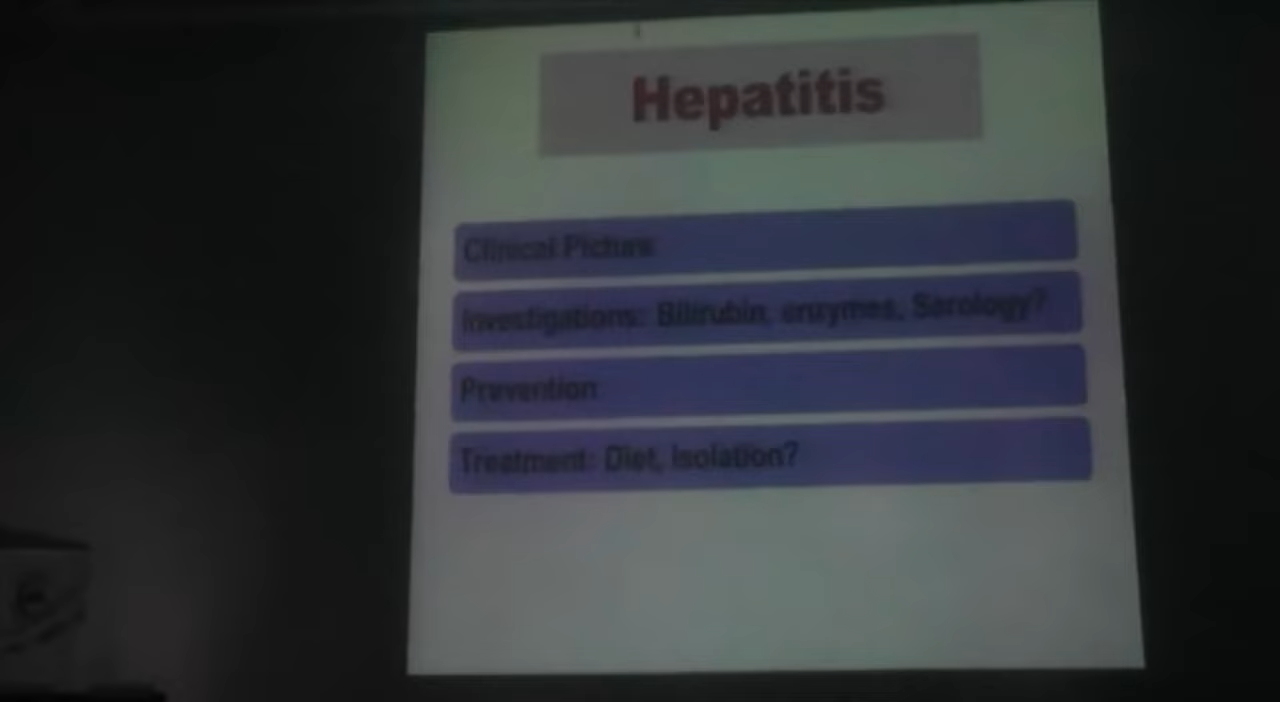 Hepatitis
Clinical Picture
Investigations: Bilirubin, enzymes, Serology?
Prevention
Treatment: Diet, Isolation?